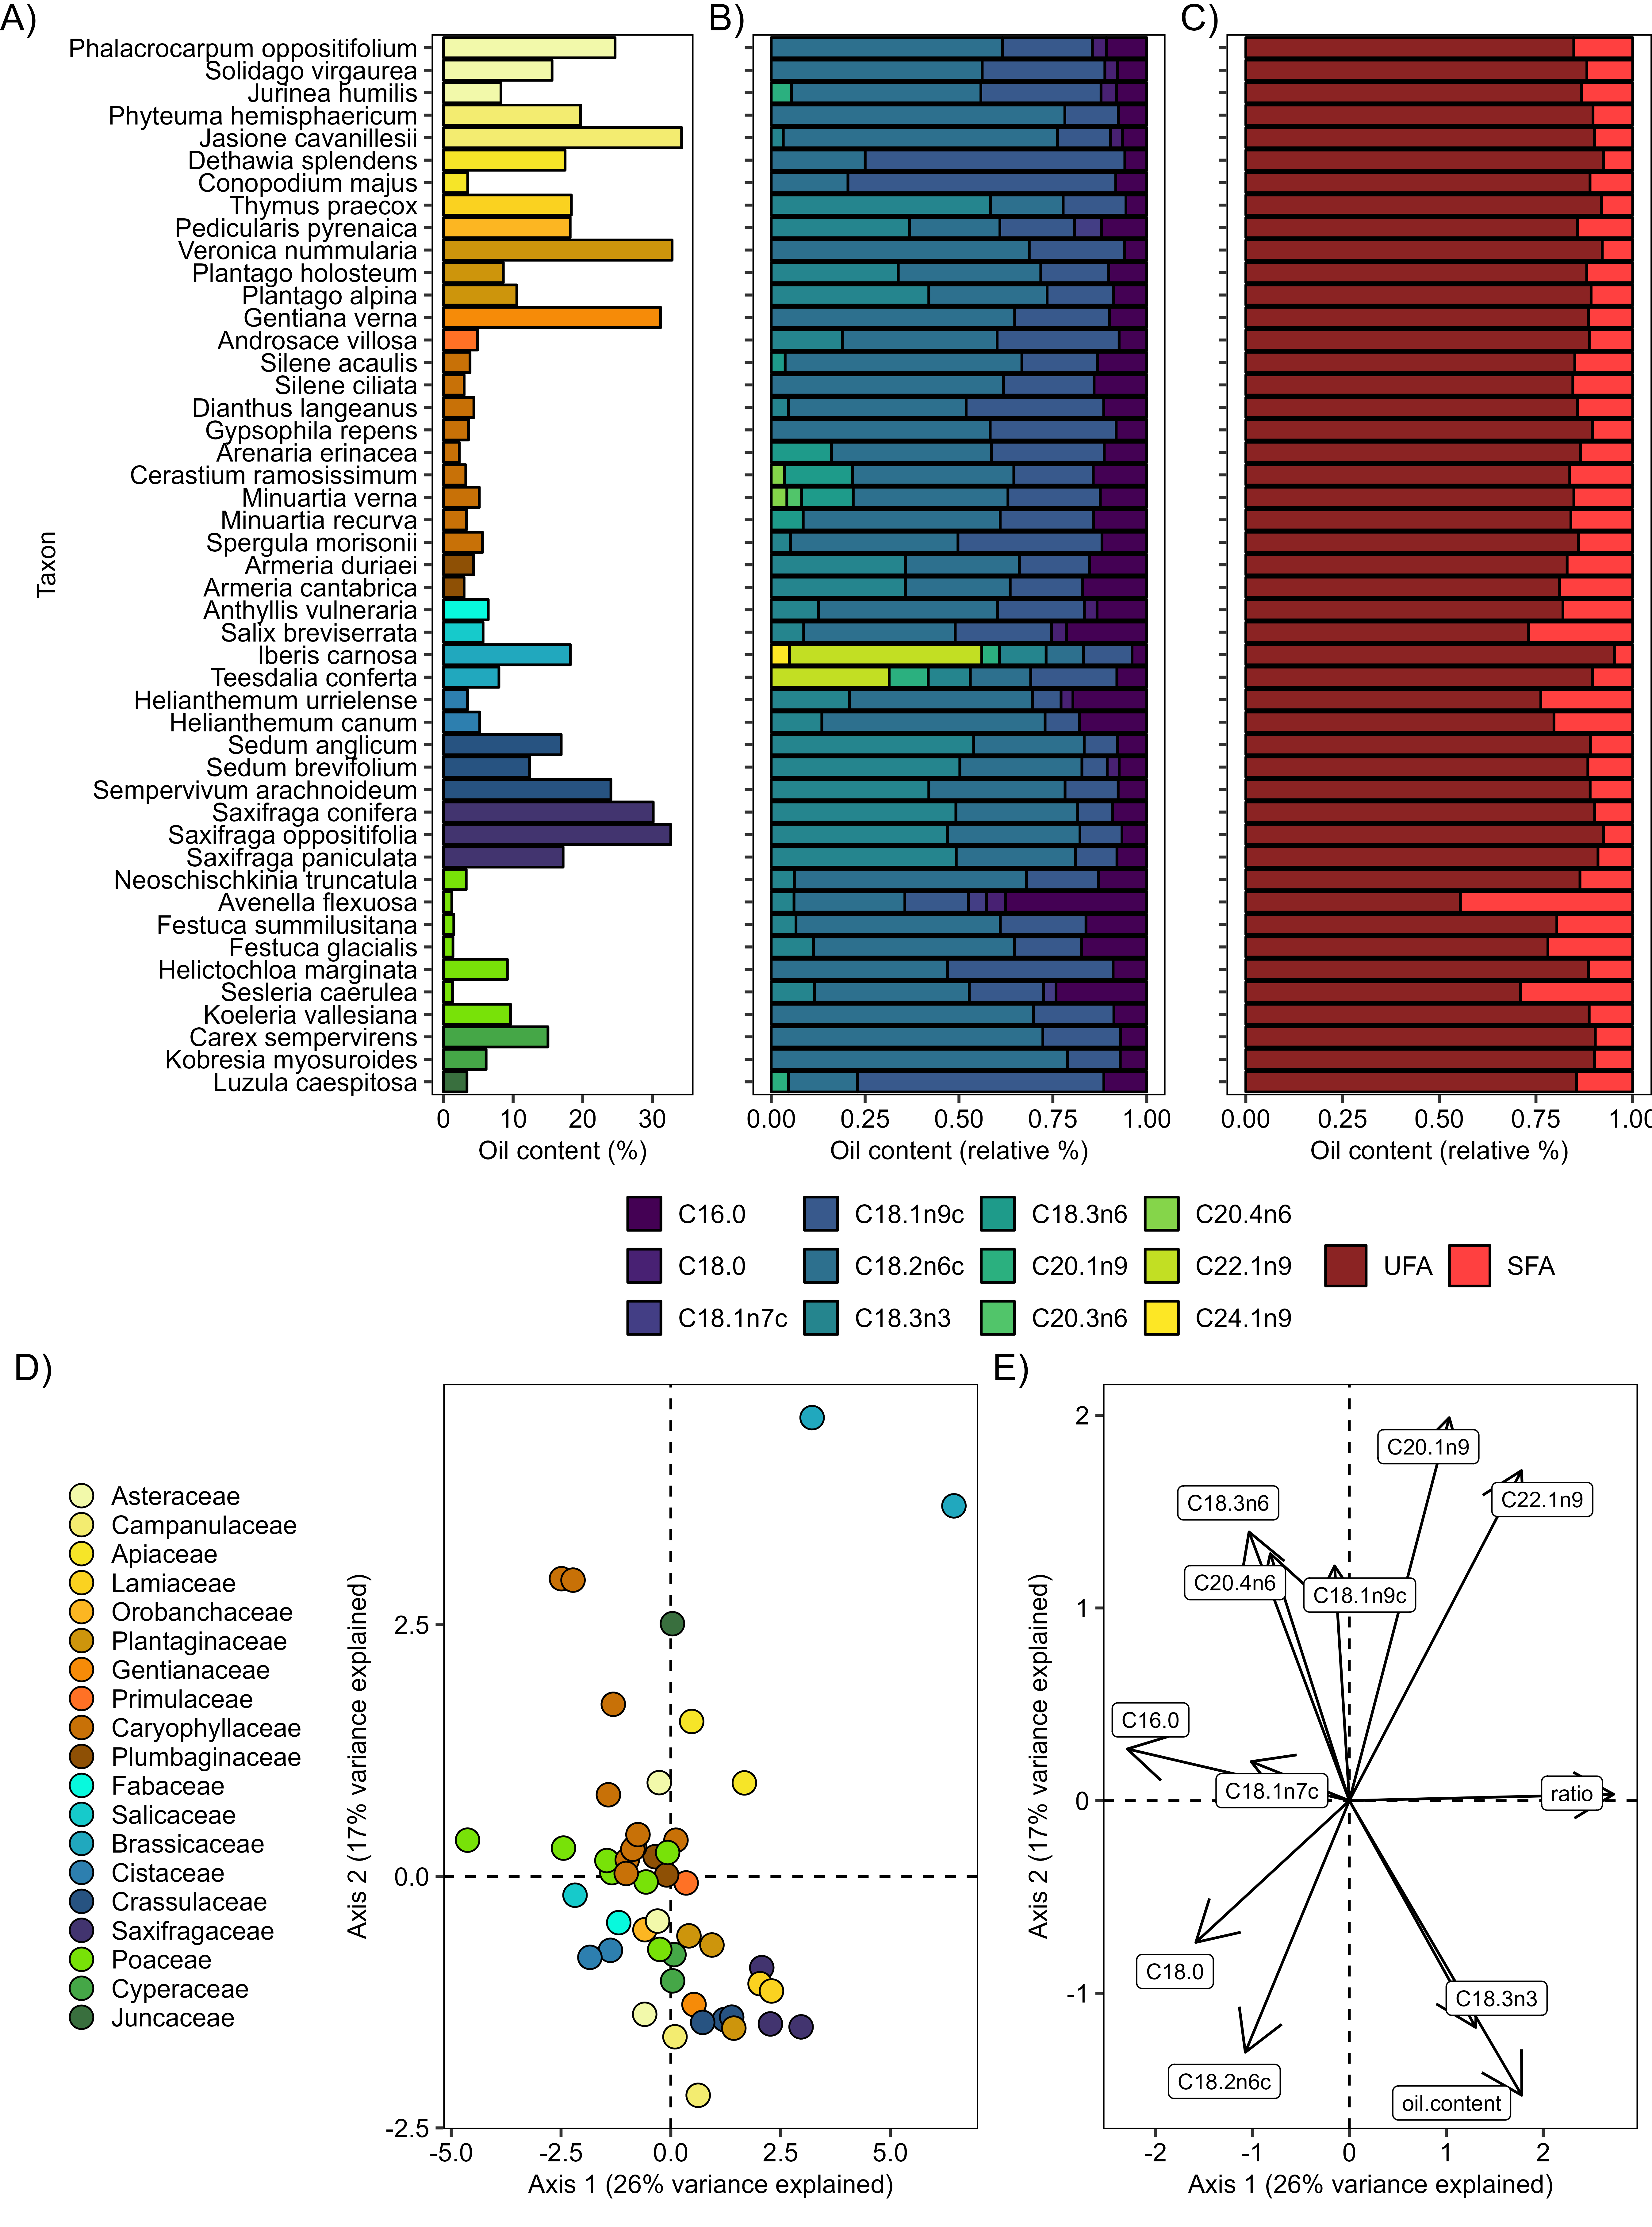 A)
B)
C)
Taxon
Phalacrocarpum oppositifolium
Solidago virgaurea
Jurinea humilis
Phyteuma hemisphaericum
Jasione cavanillesii
Dethawia splendens
Conopodium majus
Thymus praecox
Pedicularis pyrenaica
Veronica nummularia
Plantago holosteum
Plantago alpina
Gentiana verna
Androsace villosa
Silene acaulis
Silene ciliata
Dianthus langeanus
Gypsophila repens
Arenaria erinacea
Cerastium ramosissimum
Minuartia verna
Minuartia recurva
Spergula morisonii
Armeria duriaei
Armeria cantabrica
Anthyllis vulneraria
Salix breviserrata
Iberis carnosa
Teesdalia conferta
Helianthemum urrielense
Helianthemum canum
Sedum anglicum
Sedum brevifolium
Sempervivum arachnoideum
Saxifraga conifera
Saxifraga oppositifolia
Saxifraga paniculata
Neoschischkinia truncatula
Avenella flexuosa
Festuca summilusitana
Festuca glacialis
Helictochloa marginata
Sesleria caerulea
Koeleria vallesiana
Carex sempervirens
Kobresia myosuroides
Luzula caespitosa
0 10 20 30
Oil content (%)
0.00 0.25 0.50 0.75 1.00
Oil content (relative %)
0.00 0.25 0.50 0.75 1.00
Oil content (relative %)
C16.0 C18.1n9c C18.3n6 C20.4n6
C18.0 C18.2n6c C20.1n9 C22.1n9 UFA SFA
C18.1n7c C18.3n3 C20.3n6 C24.1n9
D)
Asteraceae
Campanulaceae
Apiaceae
Lamiaceae
Orobanchaceae
Plantaginaceae
Gentianaceae
Primulaceae
Caryophyllaceae
Plumbaginaceae
Fabaceae
Salicaceae
Brassicaceae
Cistaceae
Crassulaceae
Saxifragaceae
Poaceae
Cyperaceae
Juncaceae
Axis 2 (17% variance explained)
2.5
0.0
-2.5
-5.0 -2.5 0.0 2.5 5.0
Axis 1 (26% variance explained)
E)
Axis 2 (17% variance explained)
2
1
0
-1
C20.1n9
C22.1n9
C18.3n6
C20.4n6
C18.1n9c
C16.0
C18.1n7c
ratio
C18.0
C18.3n3
C18.2n6c
oil.content
-2 -1 0 1 2
Axis 1 (26% variance explained)